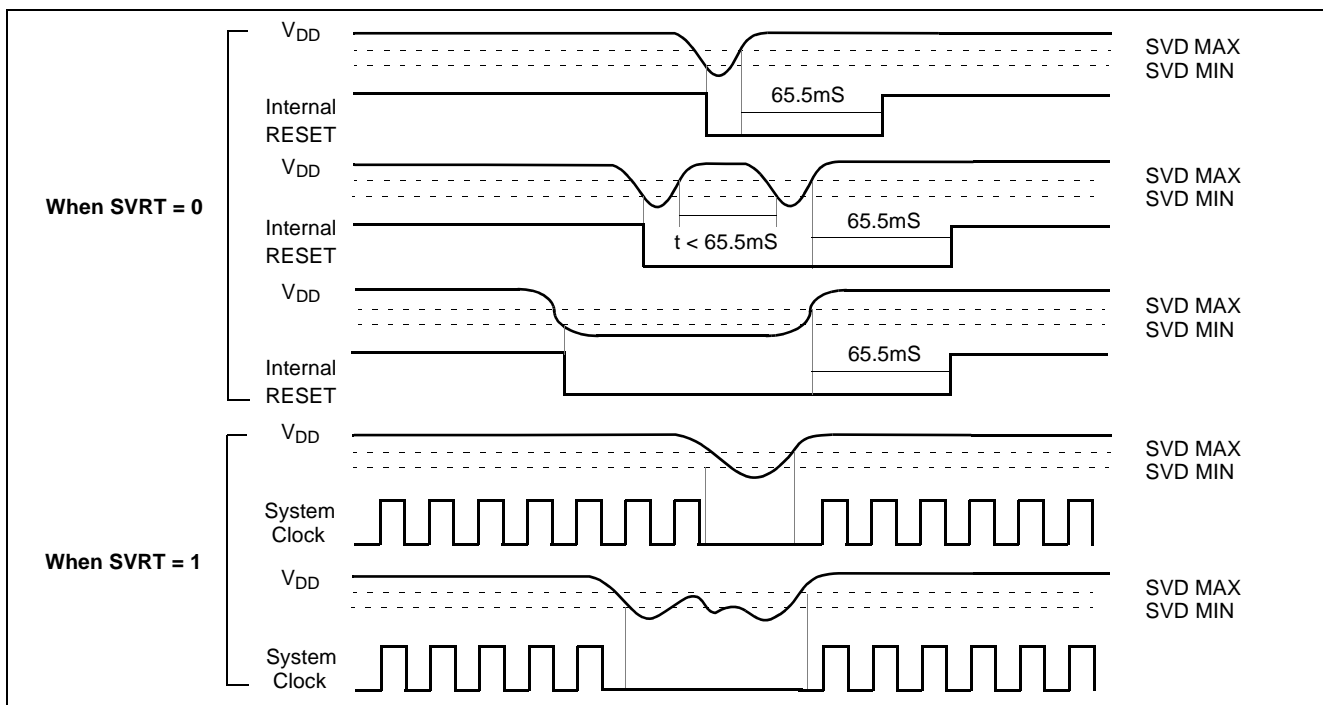 When SVRT = 0
VDD
SVD MAX
SVD MIN
Internal
RESET
65.5mS
VDD
SVD MAX
SVD MIN
Internal
RESET
t < 65.5mS
65.5mS
VDD
SVD MAX
SVD MIN
Internal
RESET
65.5mS
When SVRT = 1
VDD
SVD MAX
SVD MIN
System
Clock
VDD
SVD MAX
SVD MIN
System
Clock